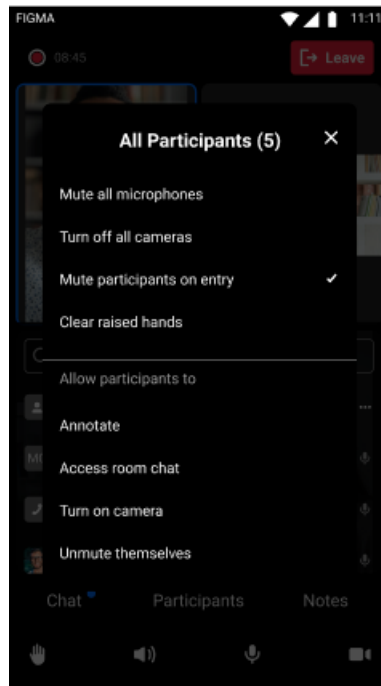 FIGMA 11:11
08:45 Leave
All Participants (5)
Mute all microphones
Turn off all cameras
Mute participants on entry
Clear raised hands
Allow participants to
Annotate
Access room chat
Turn on camera
Unmute themselves
Chat Participants Notes